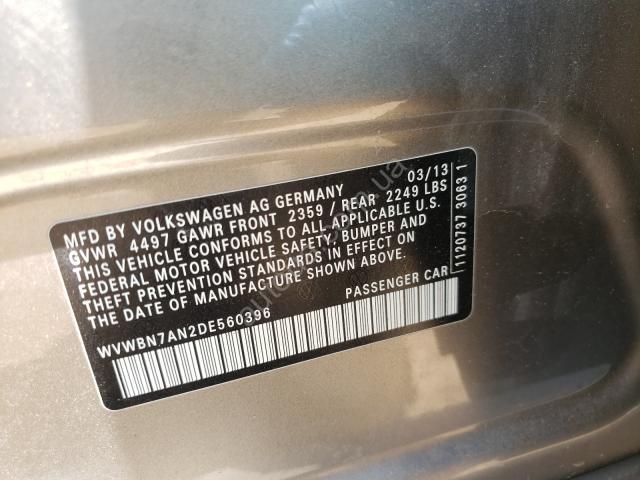 MFD BY VOLKSWAGEN AG GERMANY 03/13
GVWR 4497 GAWR FRONT 2359 / REAR 2249 LBS
THIS VEHICLE CONFORMS TO ALL APPLICABLE U.S.
FEDERAL MOTOR VEHICLE SAFETY, BUMPER AND
THEFT PREVENTION STANDARDS IN EFFECT ON
THE DATE OF MANUFACTURE SHOWN ABOVE.
WVWBN7AN2DE560396 PASSENGER CAR
1120737 3063 1